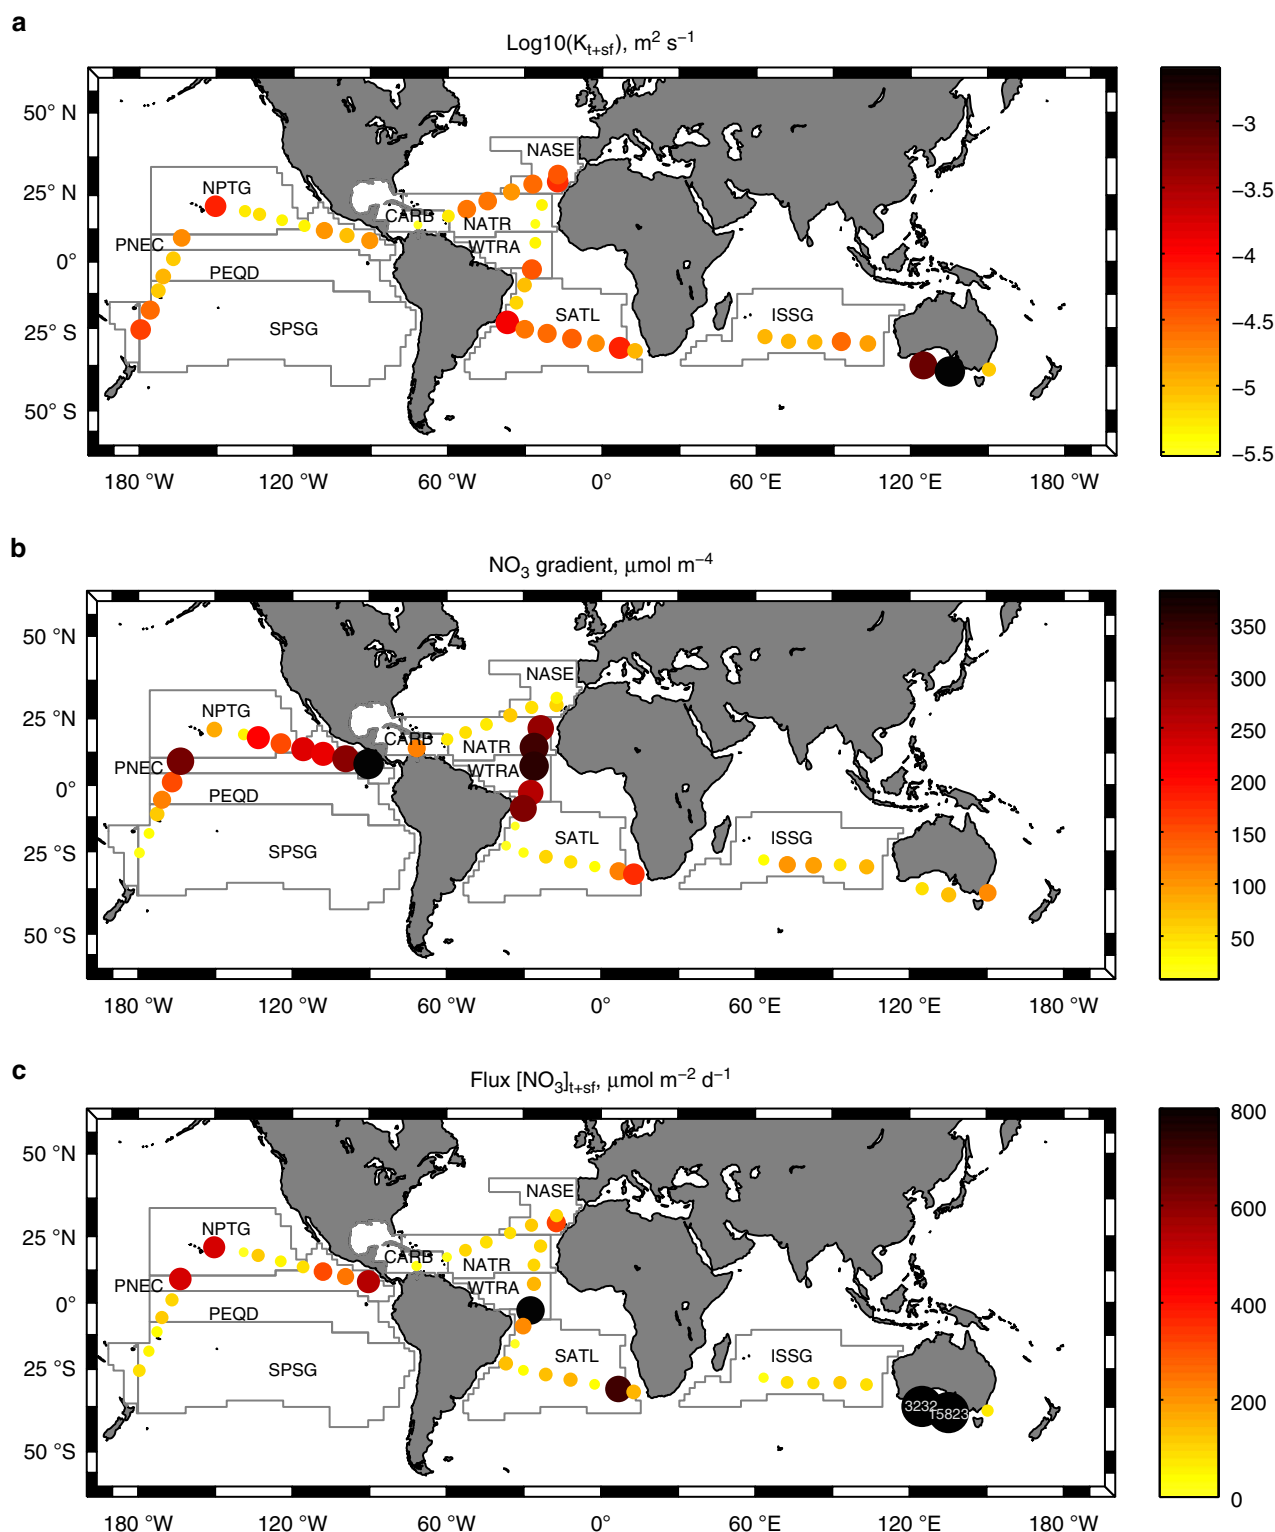 a
Log10(Kt+sf), m² s⁻¹
50° N
25° N
0°
25° S
50° S
NASE
NPTG
CARB
NATR
PNEC
WTRA
PEQD
SATL
ISSG
SPSG
180 °W
120 °W
60 °W
0°
60 °E
120 °E
180 °W
−3
−3.5
−4
−4.5
−5
−5.5
b
NO₃ gradient, μmol m⁻⁴
50 °N
25 °N
0°
25 °S
50 °S
NASE
NPTG
CARB
NATR
PNEC
WTRA
PEQD
SATL
ISSG
SPSG
180 °W
120 °W
60 °W
0°
60 °E
120 °E
180 °W
350
300
250
200
150
100
50
c
Flux [NO₃]t+sf, μmol m⁻² d⁻¹
50 °N
25 °N
0°
25 °S
50 °S
NASE
NPTG
CARB
NATR
PNEC
WTRA
PEQD
SATL
ISSG
SPSG
3232
15823
180 °W
120 °W
60 °W
0°
60 °E
120 °E
180 °W
800
600
400
200
0